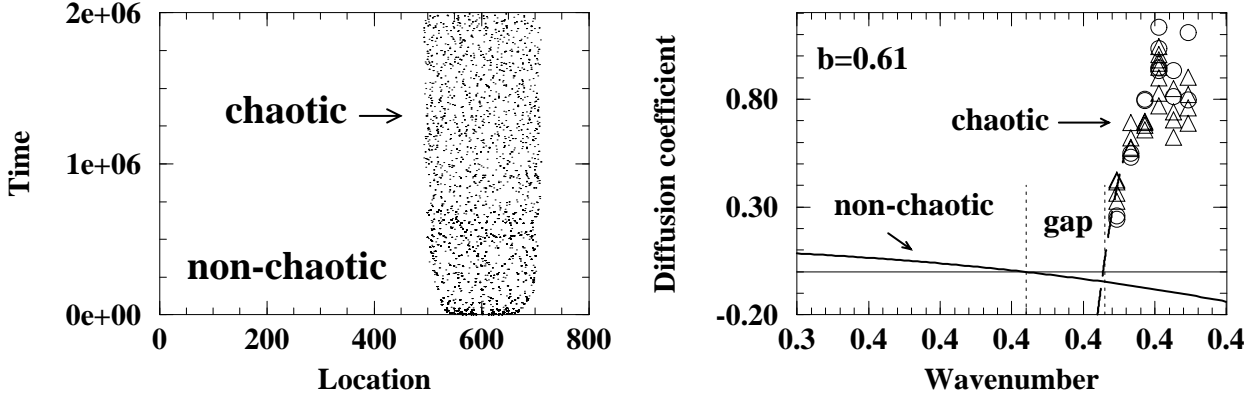 2e+06
1e+06
0e+00
Time
chaotic
non-chaotic
0 200 400 600 800
Location
b=0.61
0.80
0.30
-0.20
Diffusion coefficient
chaotic
non-chaotic
gap
0.3 0.4 0.4 0.4 0.4 0.4 0.4
Wavenumber